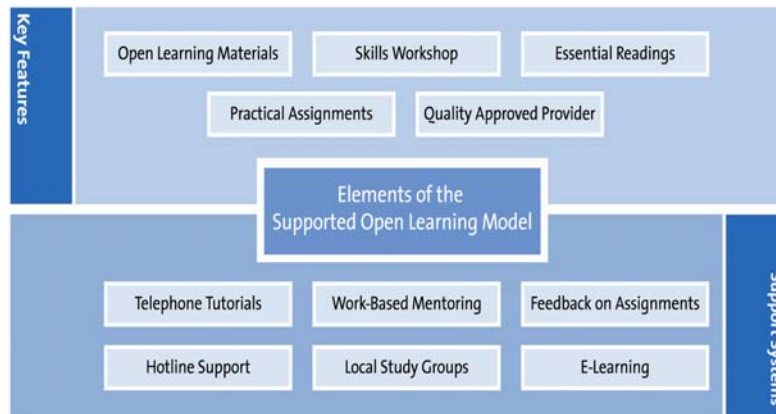 Key Features
Open Learning Materials
Skills Workshop
Essential Readings
Practical Assignments
Quality Approved Provider
Elements of the
Supported Open Learning Model
Telephone Tutorials
Work-Based Mentoring
Feedback on Assignments
Hotline Support
Local Study Groups
E-Learning
Support Systems